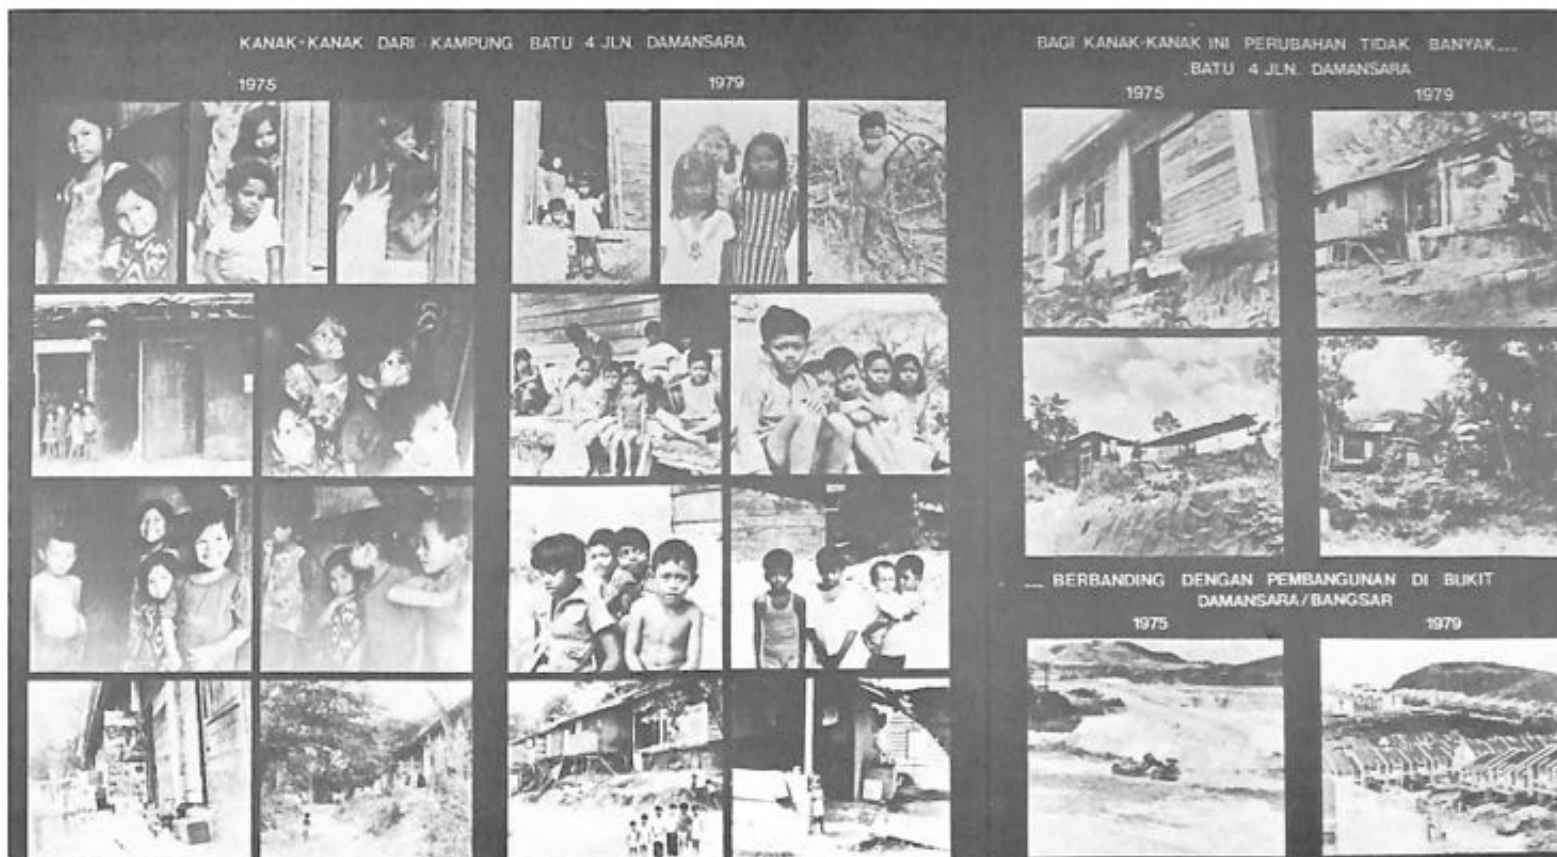 KANAK-KANAK DARI KAMPUNG BATU 4 JLN. DAMANSARA
1975
1979
BAGI KANAK-KANAK INI PERUBAHAN TIDAK BANYAK....
BATU 4 JLN. DAMANSARA
1975
1979
.... BERBANDING DENGAN PEMBANGUNAN DI BUKIT
DAMANSARA/BANGSAR
1975
1979